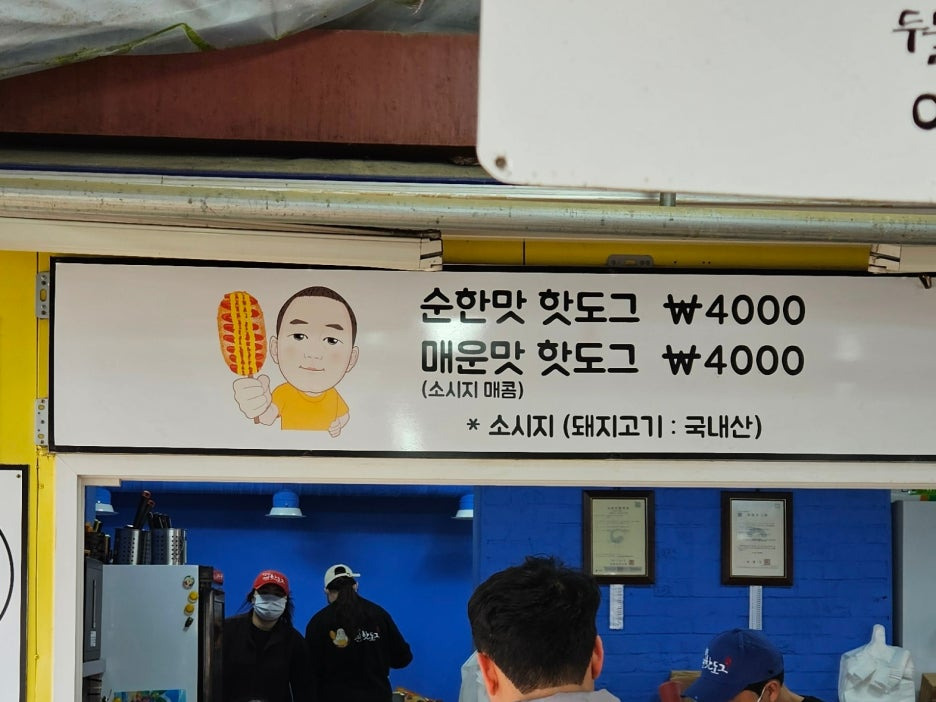 순한맛 핫도그 ₩4000
매운맛 핫도그 ₩4000
(소시지 매콤)
* 소시지 (돼지고기 : 국내산)